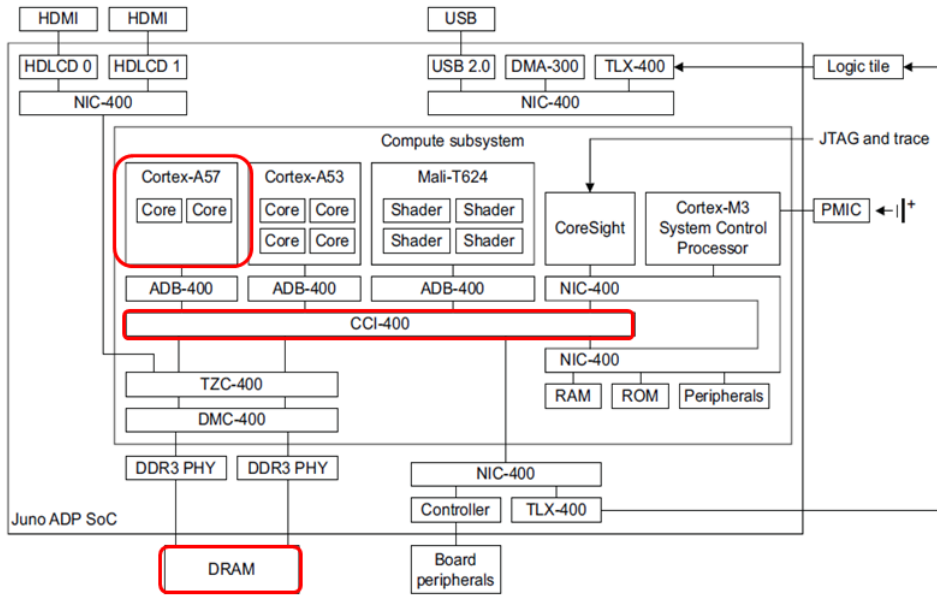 HDMI
HDMI
USB
HDLCD 0
HDLCD 1
USB 2.0
DMA-300
TLX-400
Logic tile
NIC-400
NIC-400
Compute subsystem
JTAG and trace
Cortex-A57
Core
Core
Cortex-A53
Core
Core
Core
Core
Mali-T624
Shader
Shader
Shader
Shader
CoreSight
Cortex-M3
System Control
Processor
PMIC
+
ADB-400
ADB-400
ADB-400
NIC-400
CCI-400
NIC-400
TZC-400
RAM
ROM
Peripherals
DMC-400
DDR3 PHY
DDR3 PHY
NIC-400
Controller
TLX-400
Juno ADP SoC
DRAM
Board
peripherals